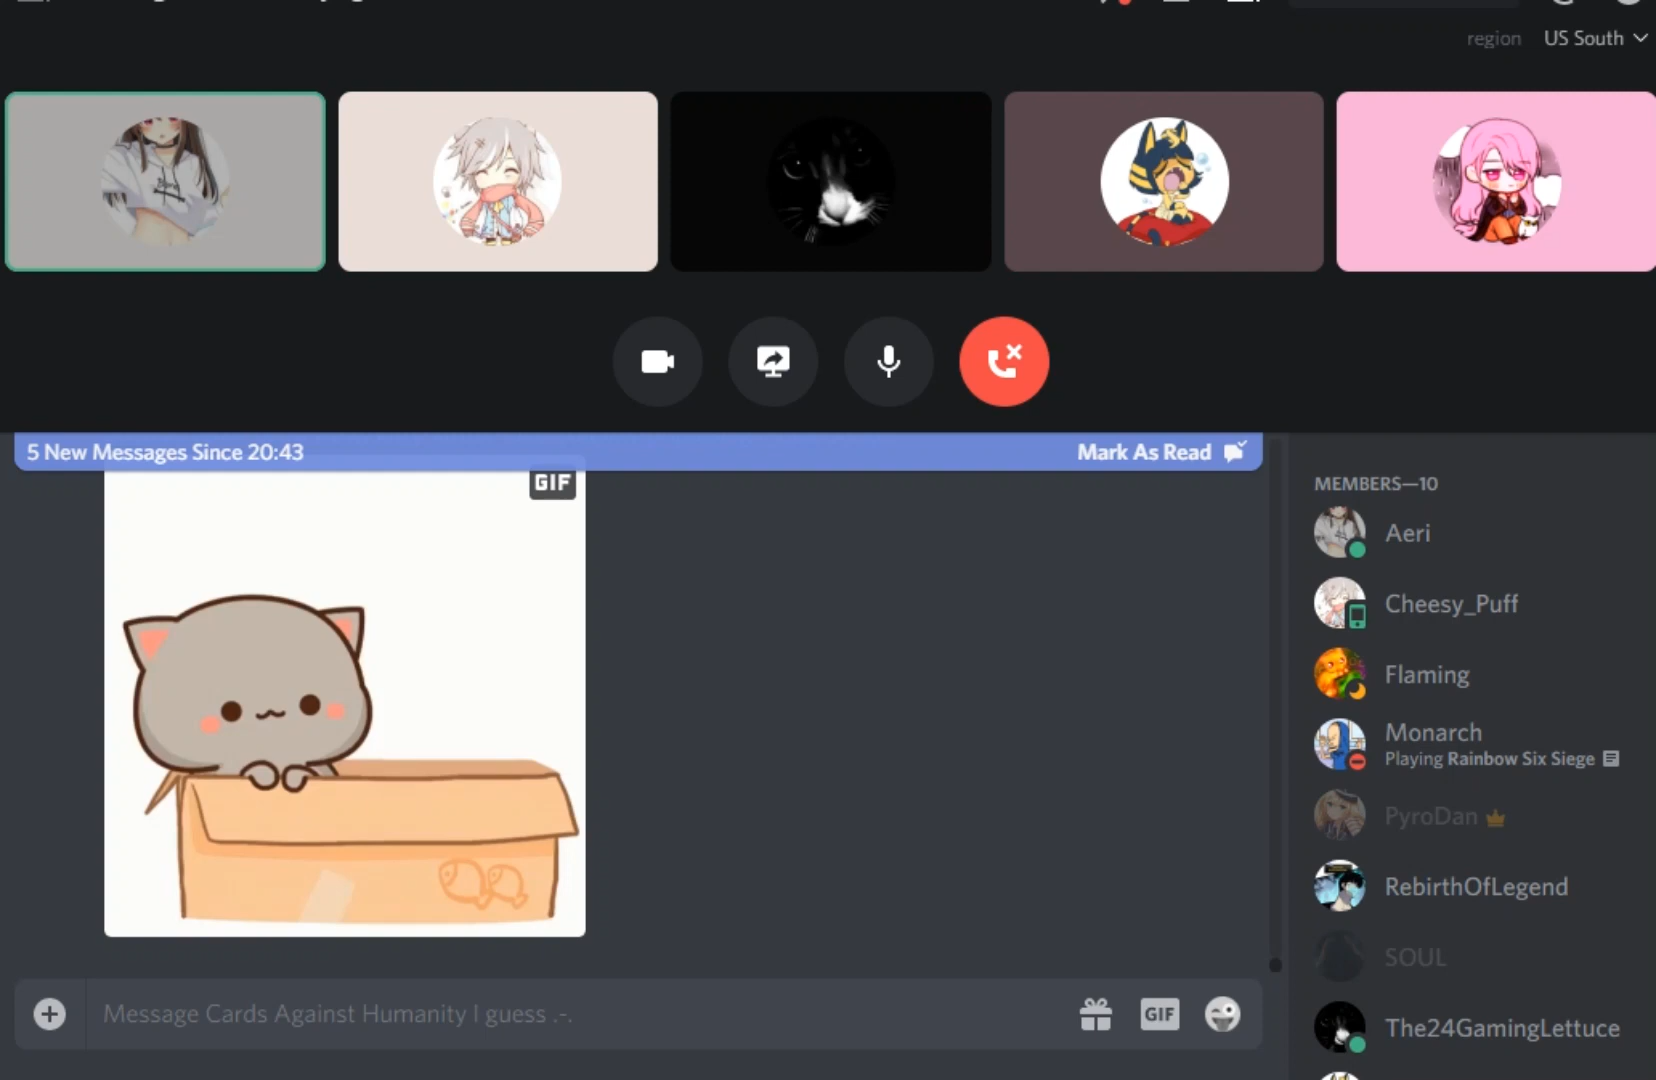 region US South
5 New Messages Since 20:43 Mark As Read
GIF
MEMBERS—10
Aeri
Cheesy_Puff
Flaming
Monarch
Playing Rainbow Six Siege
PyroDan
RebirthOfLegend
SOUL
The24GamingLettuce
Message Cards Against Humanity I guess .-.
GIF